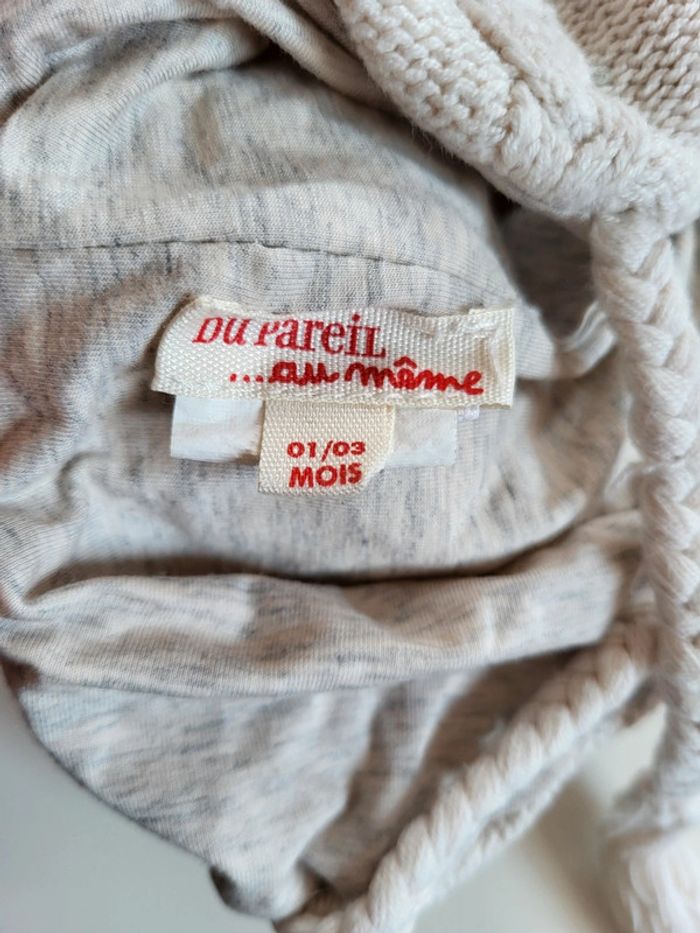 DU PareiL
...au même
01/03
MOIS